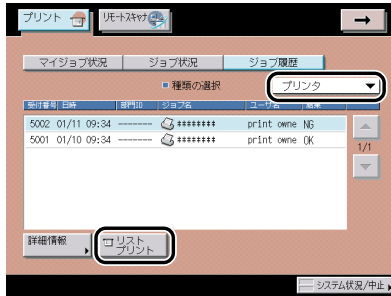 プリント
リモートスキャナ
マイジョブ状況 ジョブ状況 ジョブ履歴
■種類の選択 プリンタ
受付番号 日時 部門ID ジョブ名 ユーザ名 結果
5002 01/11 09:34 ------- ******** print owne NG
5001 01/10 09:34 ------- ******** print owne OK
1/1
詳細情報
リスト
プリント
システム状況/中止